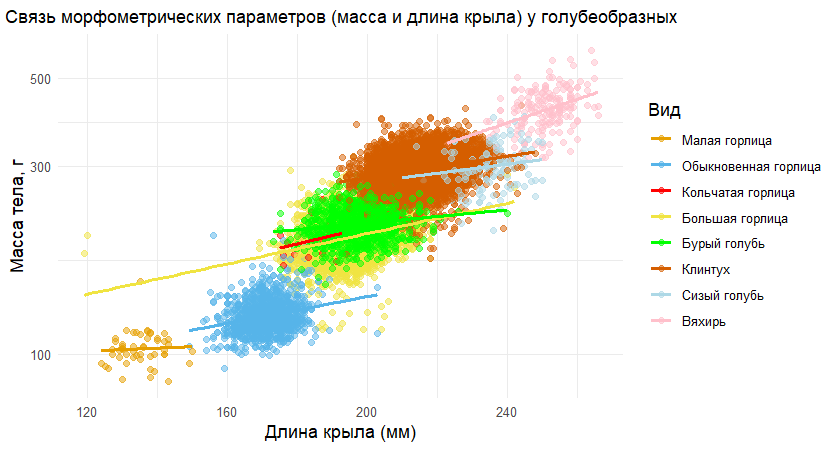 Связь морфометрических параметров (масса и длина крыла) у голубеобразных
Масса тела, г
500
300
100
120
160
200
240
Длина крыла (мм)
Вид
Малая горлица
Обыкновенная горлица
Кольчатая горлица
Большая горлица
Бурый голубь
Клинтух
Сизый голубь
Вяхирь